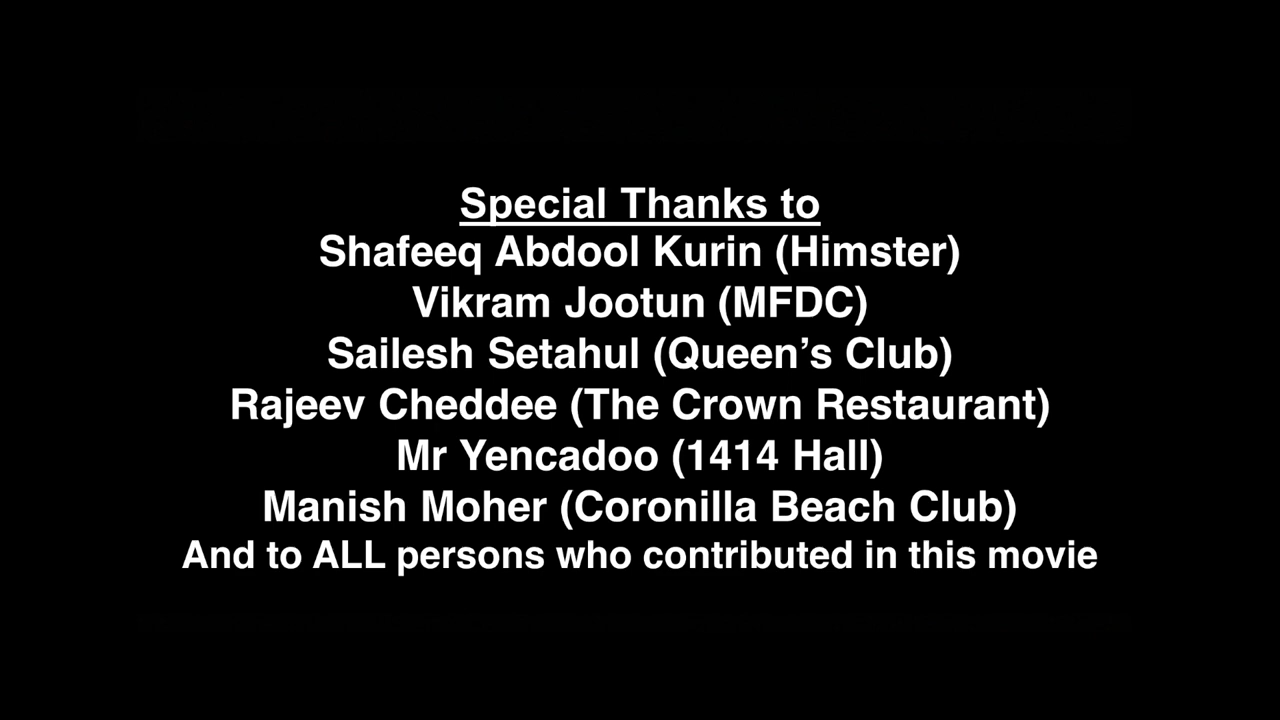 Special Thanks to
Shafeeq Abdool Kurin (Himster)
Vikram Jootun (MFDC)
Sailesh Setahul (Queen’s Club)
Rajeev Cheddee (The Crown Restaurant)
Mr Yencadoo (1414 Hall)
Manish Moher (Coronilla Beach Club)
And to ALL persons who contributed in this movie